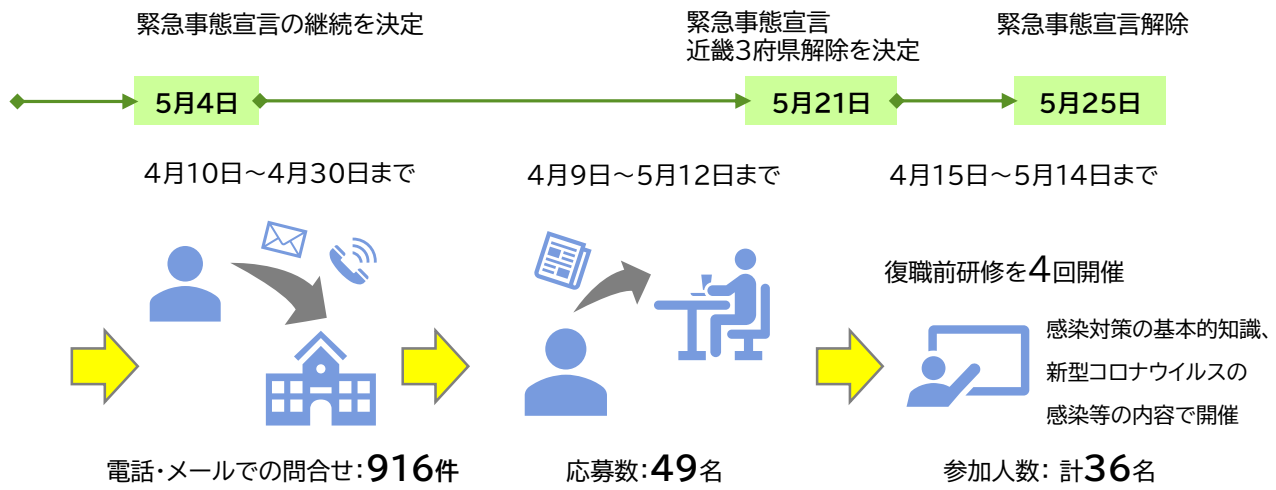 緊急事態宣言の継続を決定
緊急事態宣言
近畿3府県解除を決定
緊急事態宣言解除
5月4日
5月21日
5月25日
4月10日～4月30日まで
4月9日～5月12日まで
4月15日～5月14日まで
復職前研修を4回開催
感染対策の基本的知識、
新型コロナウイルスの
感染等の内容で開催
電話・メールでの問合せ：916件
応募数：49名
参加人数： 計36名